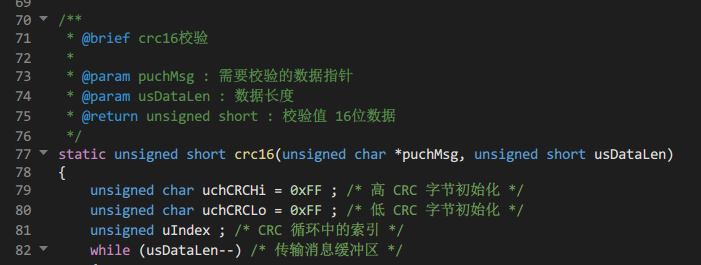 69
70 /**
71 * @brief crc16校验
72 *
73 * @param puchMsg : 需要校验的数据指针
74 * @param usDataLen : 数据长度
75 * @return unsigned short : 校验值 16位数据
76 */
77 static unsigned short crc16(unsigned char *puchMsg, unsigned short usDataLen)
78 {
79 unsigned char uchCRCHi = 0xFF ; /* 高 CRC 字节初始化 */
80 unsigned char uchCRCLo = 0xFF ; /* 低 CRC 字节初始化 */
81 unsigned uIndex ; /* CRC 循环中的索引 */
82 while (usDataLen--) /* 传输消息缓冲区 */